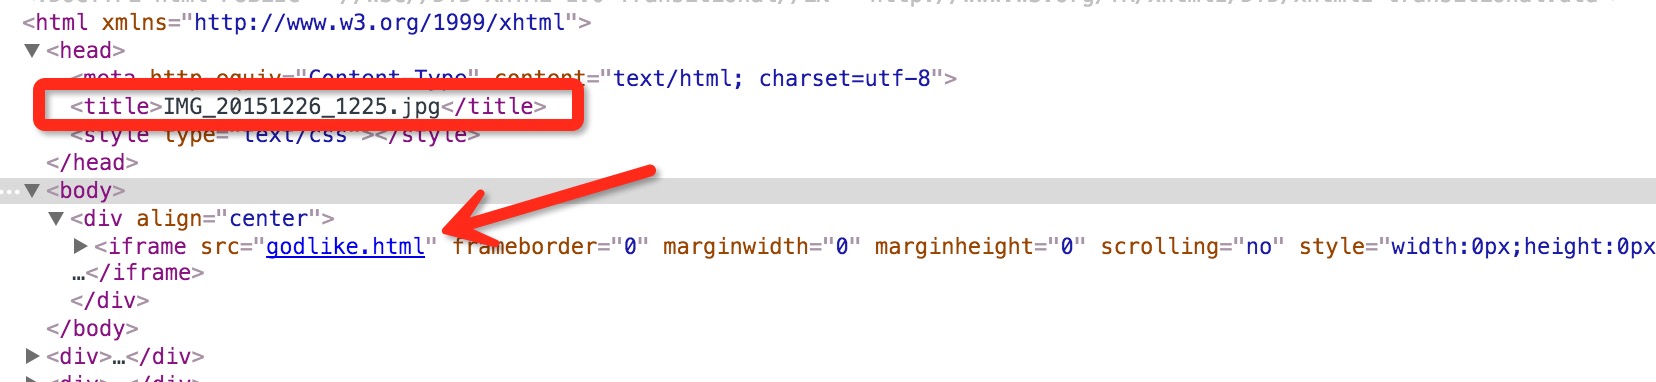 <html xmlns="http://www.w3.org/1999/xhtml">
▼<head>
<meta http-equiv="Content-Type" content="text/html; charset=utf-8">
<title>IMG_20151226_1225.jpg</title>
<style type="text/css"></style>
</head>
…▼<body>
▼<div align="center">
▶<iframe src="godlike.html" frameborder="0" marginwidth="0" marginheight="0" scrolling="no" style="width:0px;height:0px
…</iframe>
</div>
</body>
▶<div>…</div>